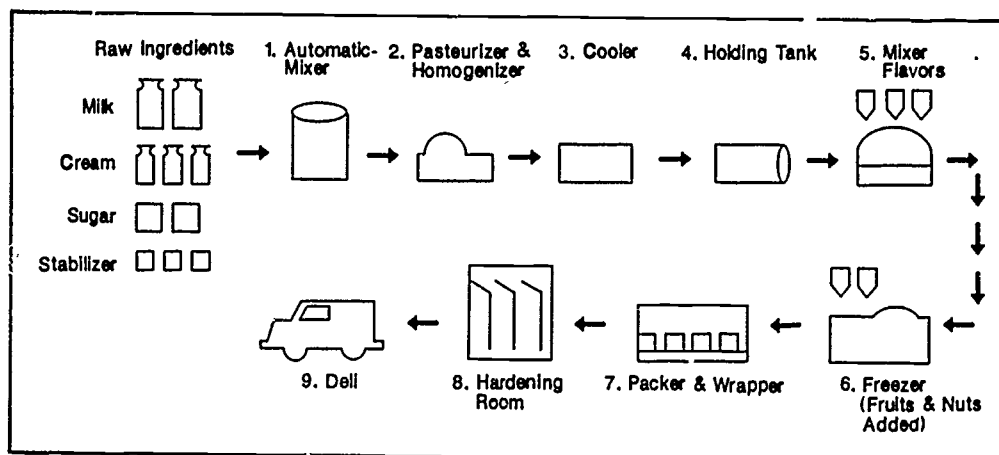 Raw Ingredients
Milk
Cream
Sugar
Stabilizer
1. Automatic-
Mixer
2. Pasteurizer &
Homogenizer
3. Cooler
4. Holding Tank
5. Mixer
Flavors
6. Freezer
(Fruits & Nuts
Added)
7. Packer & Wrapper
8. Hardening
Room
9. Deli